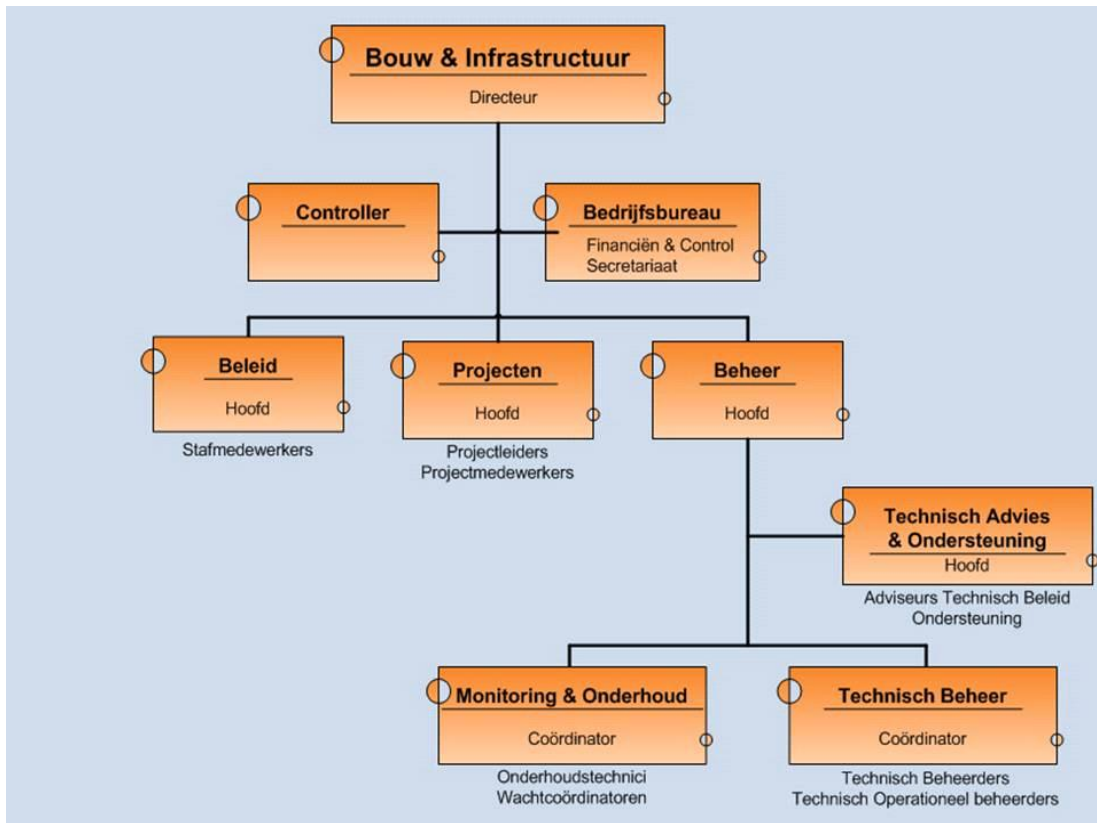 Bouw & Infrastructuur
Directeur
Controller
Bedrijfsbureau
Financiën & Control
Secretariaat
Beleid
Hoofd
Stafmedewerkers
Projecten
Hoofd
Projectleiders
Projectmedewerkers
Beheer
Hoofd
Technisch Advies
& Ondersteuning
Hoofd
Adviseurs Technisch Beleid
Ondersteuning
Monitoring & Onderhoud
Coördinator
Onderhoudstechnici
Wachtcoördinatoren
Technisch Beheer
Coördinator
Technisch Beheerders
Technisch Operationeel beheerders